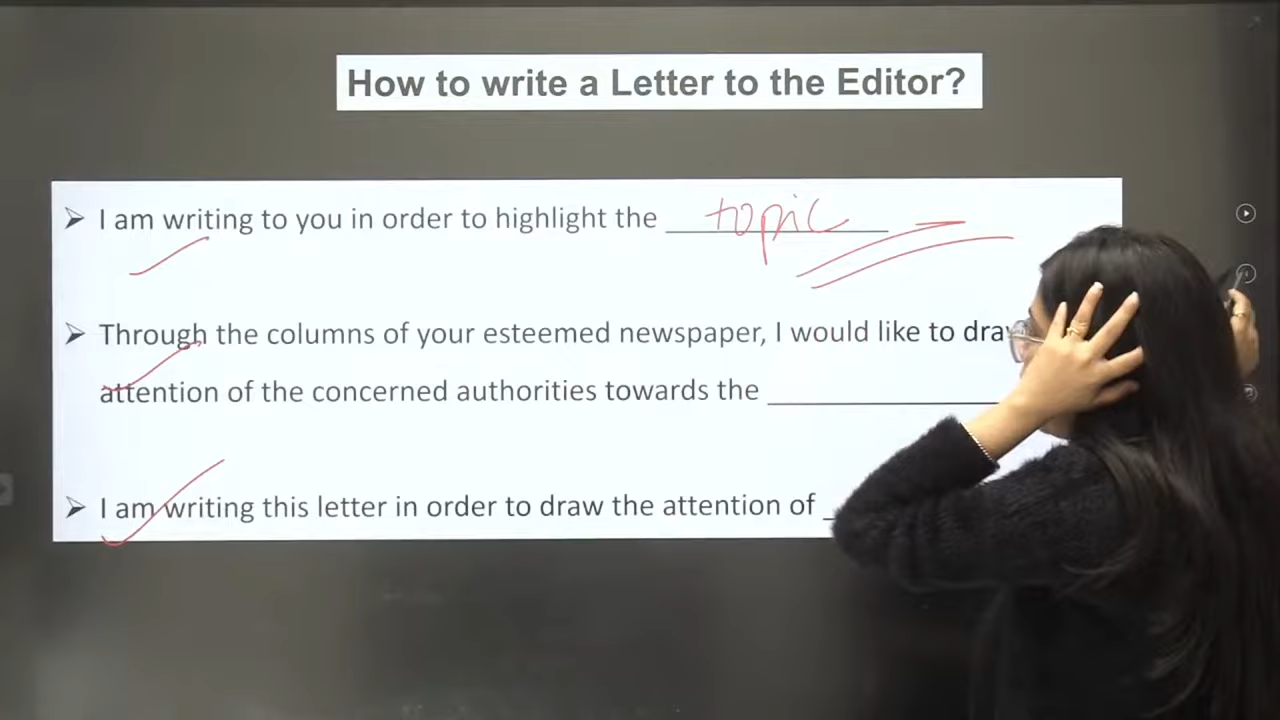 How to write a Letter to the Editor?
➢ I am writing to you in order to highlight the topic
➢ Through the columns of your esteemed newspaper, I would like to
attention of the concerned authorities towards the
➢ I am writing this letter in order to draw the attention of